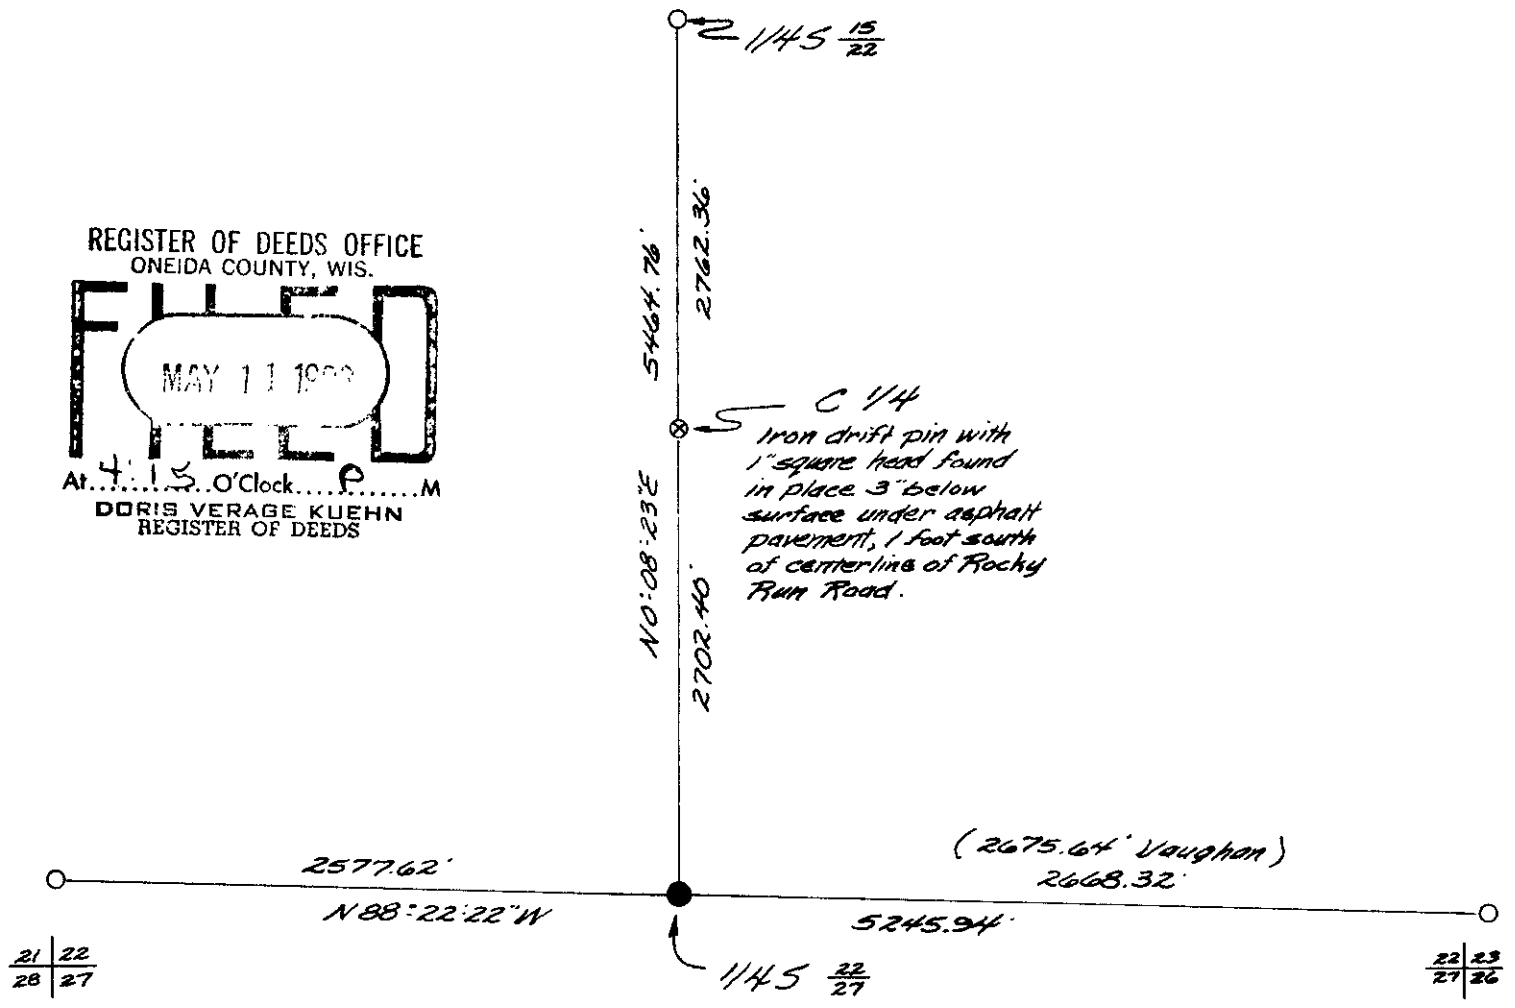 1/4 S 15/22
REGISTER OF DEEDS OFFICE
ONEIDA COUNTY, WIS.
FILED
MAY 11
At 4:15 O'Clock P M
DORIS VERAGE KUEHN
REGISTER OF DEEDS
5464.76'
2762.36'
C 1/4
Iron drift pin with
1" square head found
in place 3" below
surface under asphalt
pavement, 1 foot south
of centerline of Rocky
Run Road.
N0°:08':23"E
2702.40'
2577.62'
N88°:22':22"W
(2675.64' Vaughan)
2668.32'
5245.94'
21 | 22
28 | 27
1/4 S 22/27
22 | 23
27 | 26